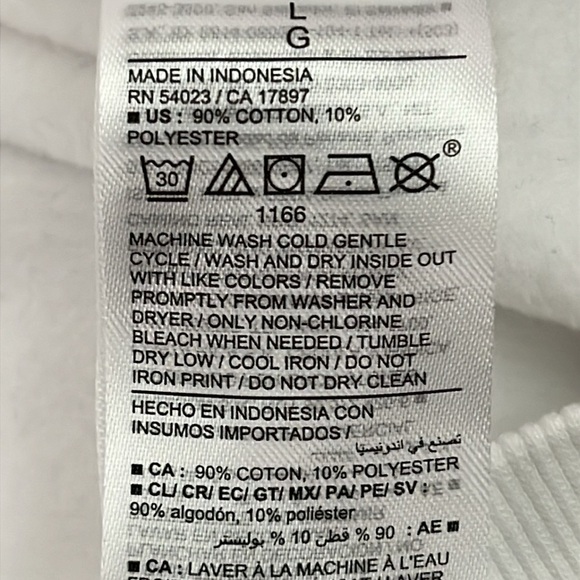 L
G
MADE IN INDONESIA
RN 54023 / CA 17897
■ US : 90% COTTON, 10%
POLYESTER
30
®
1166
MACHINE WASH COLD GENTLE
CYCLE / WASH AND DRY INSIDE OUT
WITH LIKE COLORS / REMOVE
PROMPTLY FROM WASHER AND
DRYER / ONLY NON-CHLORINE
BLEACH WHEN NEEDED / TUMBLE
DRY LOW / COOL IRON / DO NOT
IRON PRINT / DO NOT DRY CLEAN
HECHO EN INDONESIA CON
INSUMOS IMPORTADOS /
تصنع في اندونيسيا
■ CA : 90% COTON, 10% POLYESTER
■ CL/ CR/ EC/ GT/ MX/ PA/ PE/ SV :
90% algodón, 10% poliéster
■ AE : 90 % قطن 10 % بوليستر
■ CA : LAVER À LA MACHINE À L'EAU